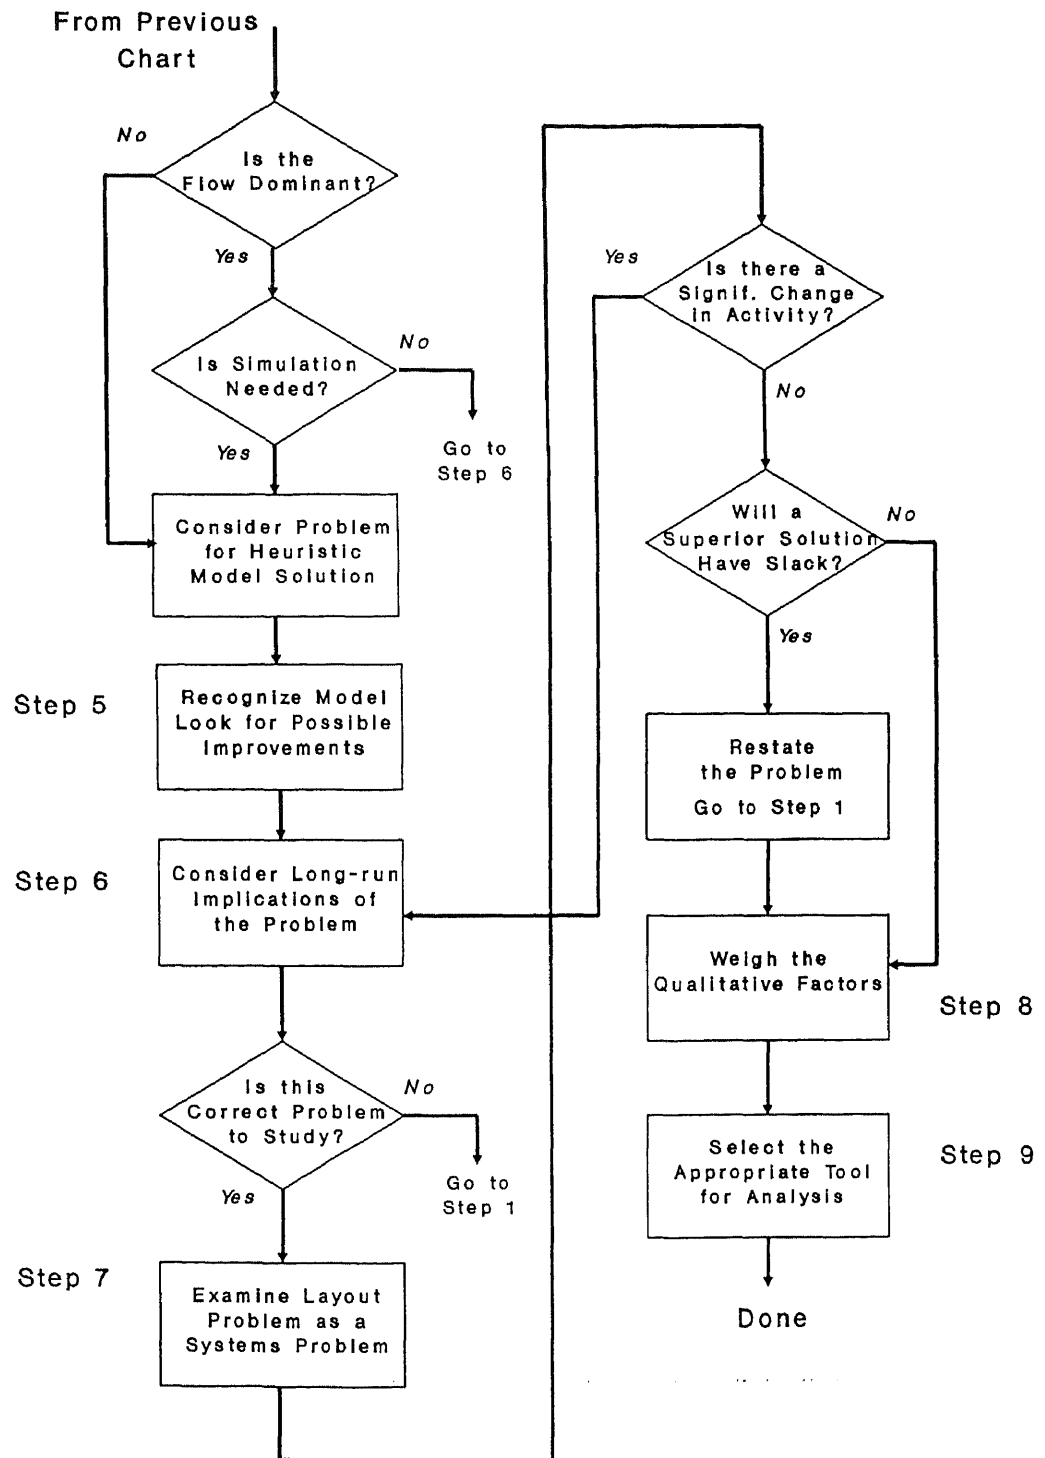 From Previous
Chart
No
Is the
Flow Dominant?
Yes
Is Simulation
Needed?
No
Go to
Step 6
Yes
Consider Problem
for Heuristic
Model Solution
Step 5
Recognize Model
Look for Possible
Improvements
Step 6
Consider Long-run
Implications of
the Problem
Is this
Correct Problem
to Study?
No
Go to
Step 1
Yes
Step 7
Examine Layout
Problem as a
Systems Problem
Yes
Is there a
Signif. Change
in Activity?
No
Will a
Superior Solution
Have Slack?
No
Yes
Restate
the Problem
Go to Step 1
Weigh the
Qualitative Factors
Step 8
Select the
Appropriate Tool
for Analysis
Step 9
Done